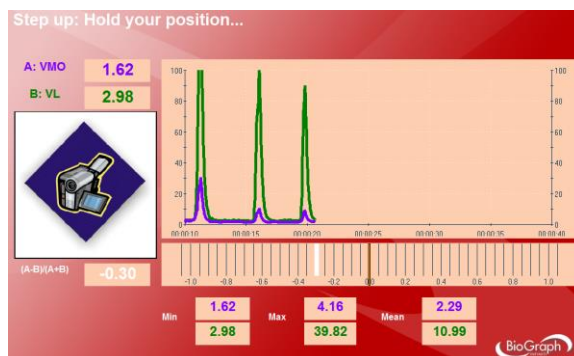 Step up: Hold your position...
A: VMO 1.62
B: VL 2.98
100 100
80 80
60 60
40 40
20 20
0 0
00:00:10 00:00:15 00:00:20 00:00:25 00:00:30 00:00:35 00:00:40
-1.0 -0.8 -0.6 -0.4 -0.2 0.0 0.2 0.4 0.6 0.8 1.0
(A-B)/(A+B) -0.30
Min 1.62 2.98
Max 4.16 39.82
Mean 2.29 10.99
BioGraph